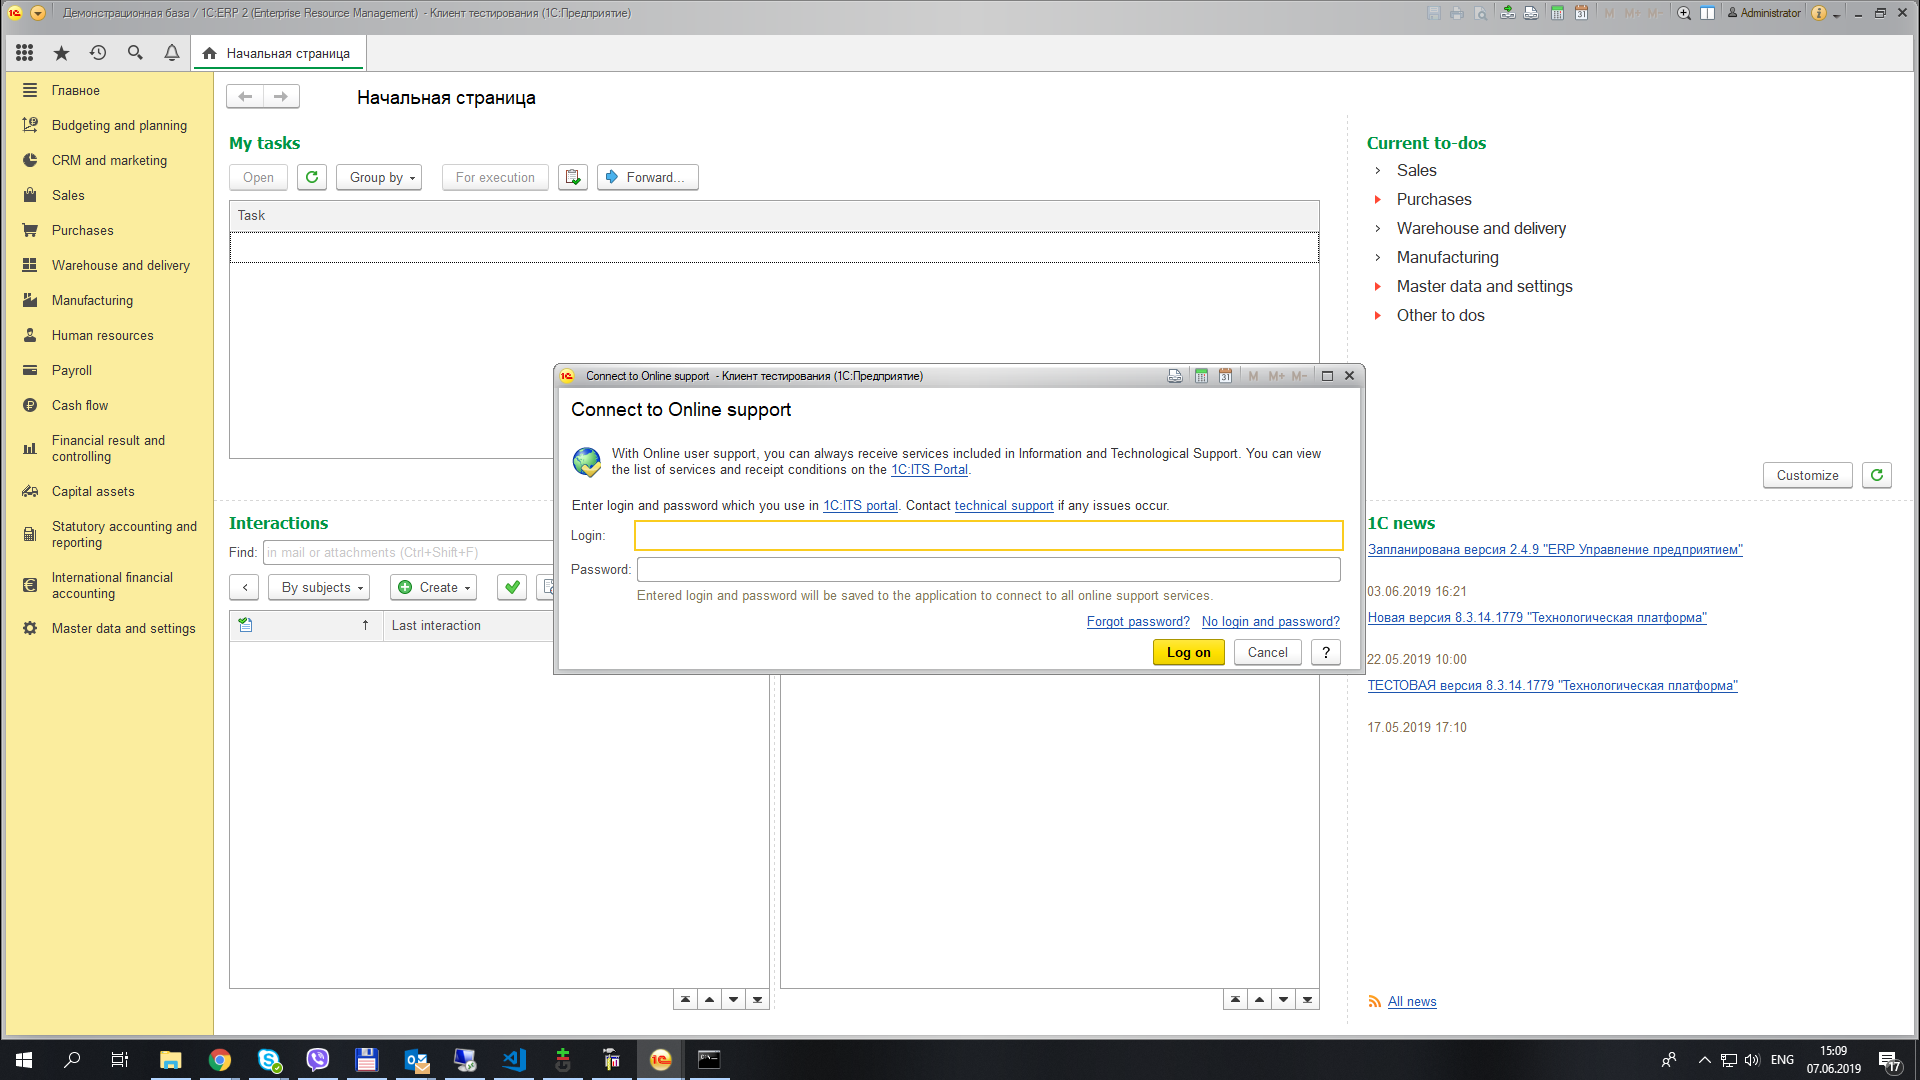 Демонстрационная база / 1C:ERP 2 (Enterprise Resource Management) - Клиент тестирования (1С:Предприятие)
M M+ M- Administrator
Начальная страница
Главное
Budgeting and planning
CRM and marketing
Sales
Purchases
Warehouse and delivery
Manufacturing
Human resources
Payroll
Cash flow
Financial result and
controlling
Capital assets
Statutory accounting and
reporting
International financial
accounting
Master data and settings
Начальная страница
My tasks
Open Group by For execution Forward...
Task
Current to-dos
Sales
Purchases
Warehouse and delivery
Manufacturing
Master data and settings
Other to dos
Customize
Connect to Online support - Клиент тестирования (1С:Предприятие)
31 M M+ M-
Connect to Online support
With Online user support, you can always receive services included in Information and Technological Support. You can view
the list of services and receipt conditions on the 1C:ITS Portal.
Enter login and password which you use in 1C:ITS portal. Contact technical support if any issues occur.
Login:
Password:
Entered login and password will be saved to the application to connect to all online support services.
Forgot password? No login and password?
Log on Cancel ?
Interactions
Find: in mail or attachments (Ctrl+Shift+F)
By subjects Create
Last interaction
1C news
Запланирована версия 2.4.9 "ERP Управление предприятием"
03.06.2019 16:21
Новая версия 8.3.14.1779 "Технологическая платформа"
22.05.2019 10:00
ТЕСТОВАЯ версия 8.3.14.1779 "Технологическая платформа"
17.05.2019 17:10
All news
ENG
15:09
07.06.2019
17